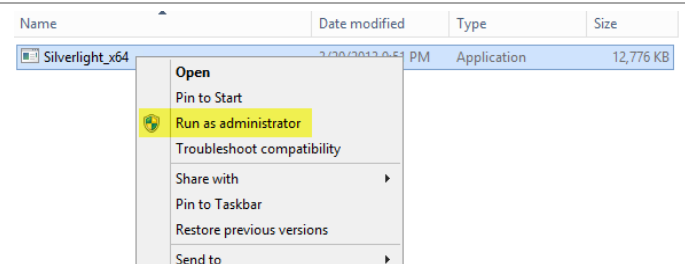 Name Date modified Type Size
Silverlight_x64 PM Application 12,776 KB
Open
Pin to Start
Run as administrator
Troubleshoot compatibility
Share with
Pin to Taskbar
Restore previous versions
Send to